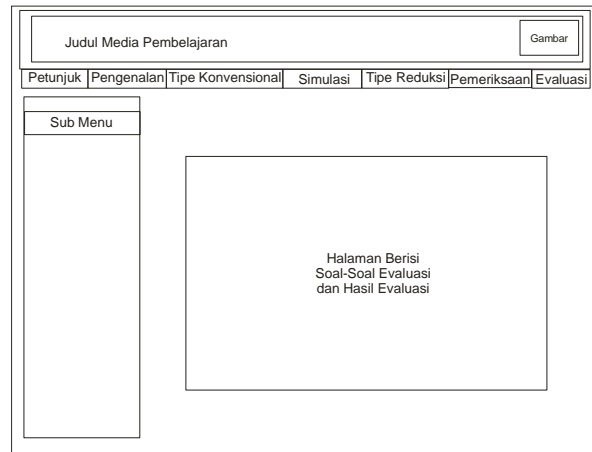 Judul Media Pembelajaran
Gambar
Petunjuk Pengenalan Tipe Konvensional Simulasi Tipe Reduksi Pemeriksaan Evaluasi
Sub Menu
Halaman Berisi
Soal-Soal Evaluasi
dan Hasil Evaluasi